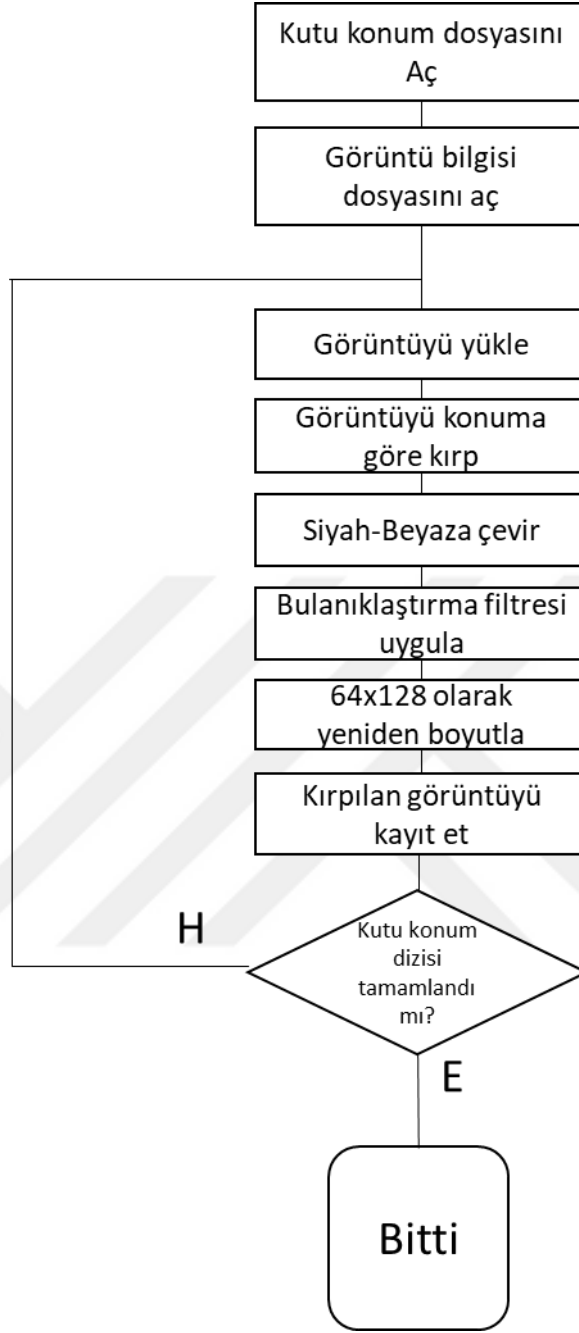 Kutu konum dosyasını
Aç
Görüntü bilgisi
dosyasını aç
Görüntüyü yükle
Görüntüyü konuma
göre kırp
Siyah-Beyaza çevir
Bulanıklaştırma filtresi
uygula
64x128 olarak
yeniden boyutla
Kırpılan görüntüyü
kayıt et
H
Kutu konum
dizisi
tamamlandı
mı?
E
Bitti